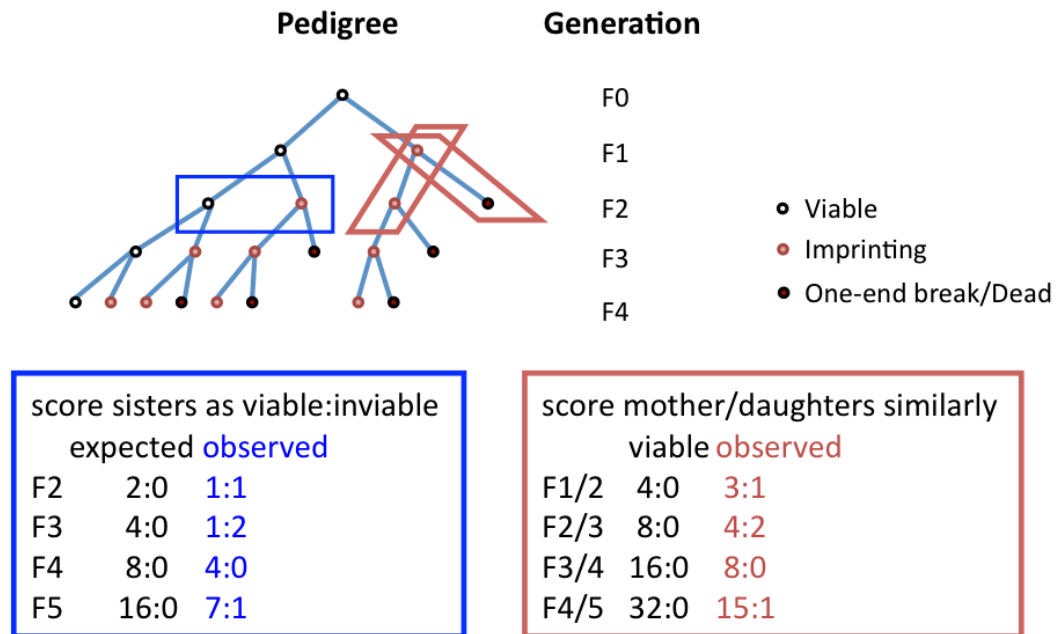 Pedigree Generation
F0
F1
F2
F3
F4
Viable
Imprinting
One-end break/Dead
score sisters as viable:inviable
expected observed
F2 2:0 1:1
F3 4:0 1:2
F4 8:0 4:0
F5 16:0 7:1
score mother/daughters similarly
viable observed
F1/2 4:0 3:1
F2/3 8:0 4:2
F3/4 16:0 8:0
F4/5 32:0 15:1